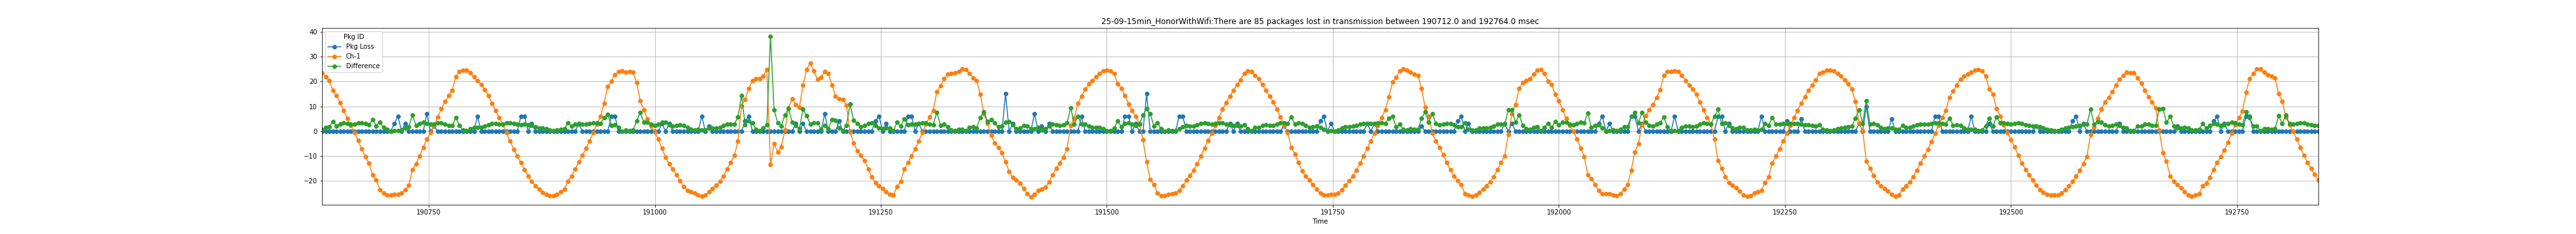 25-09-15min_HonorWithWifi:There are 85 packages lost in transmission between 190712.0 and 192764.0 msec
Pkg ID
Pkg Loss
Ch-1
Difference
40
30
20
10
0
−10
−20
190750 191000 191250 191500 191750 192000 192250 192500 192750
Time